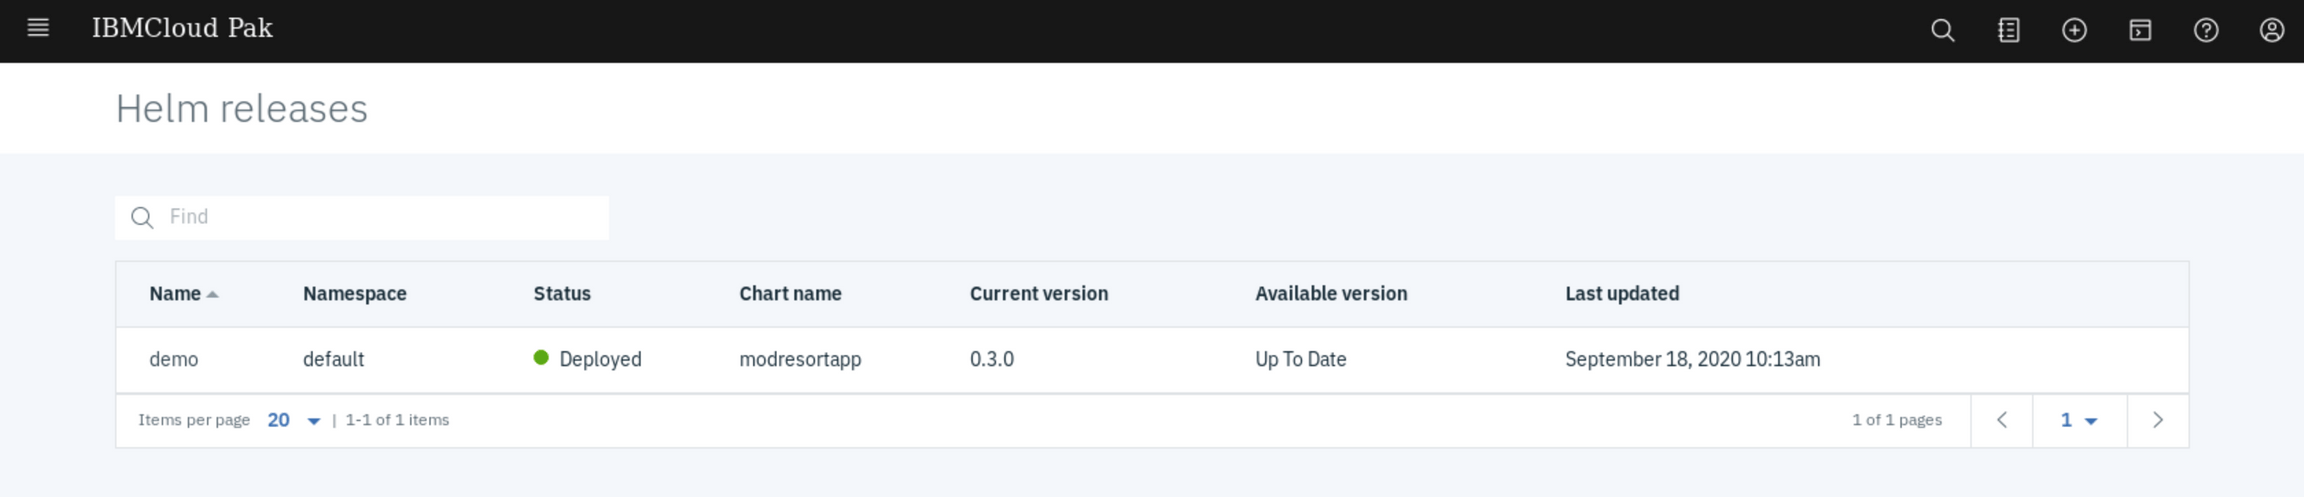 IBMCloud Pak
Helm releases
Find
Name Namespace Status Chart name Current version Available version Last updated
demo default Deployed modresortapp 0.3.0 Up To Date September 18, 2020 10:13am
Items per page 20 | 1-1 of 1 items 1 of 1 pages 1